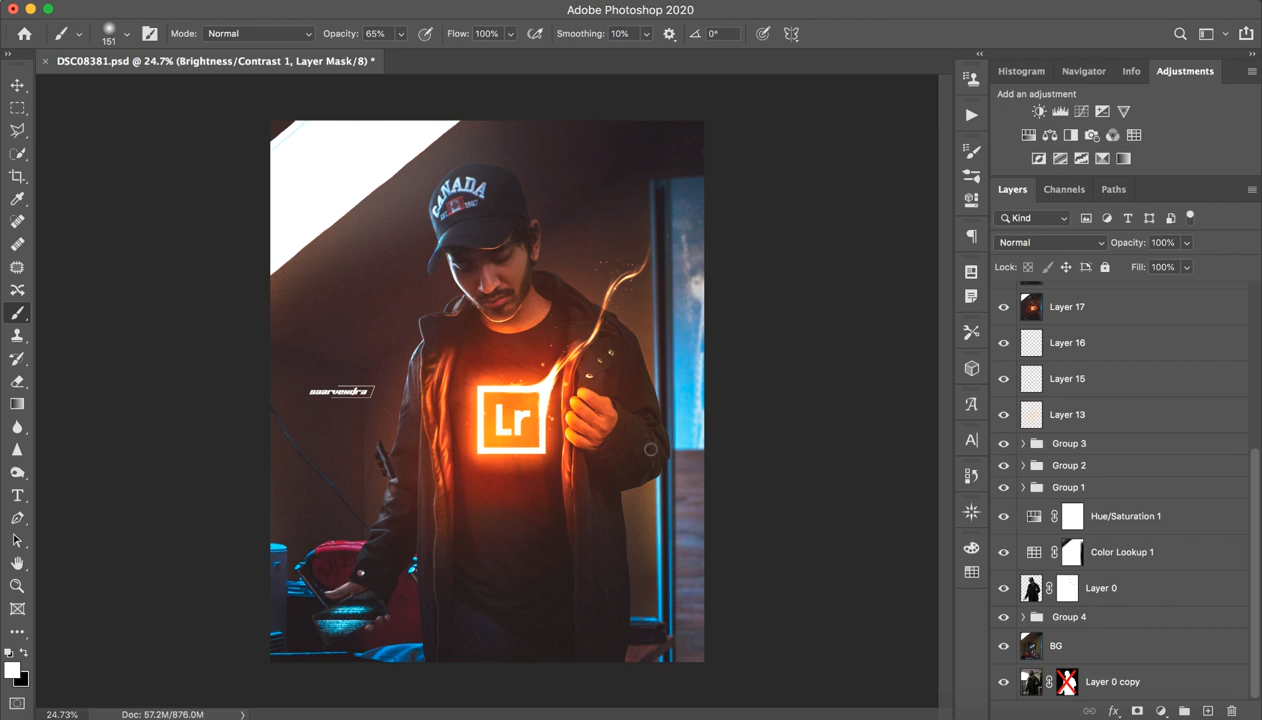 Adobe Photoshop 2020
151
Mode: Normal
Opacity: 65%
Flow: 100%
Smoothing: 10%
0°
DSC08381.psd @ 24.7% (Brightness/Contrast 1, Layer Mask/8) *
Histogram
Navigator
Info
Adjustments
Add an adjustment
Layers
Channels
Paths
Kind
Normal
Opacity: 100%
Lock:
Fill: 100%
Layer 17
Layer 16
Layer 15
Layer 13
Group 3
Group 2
Group 1
Hue/Saturation 1
Color Lookup 1
Layer 0
Group 4
BG
Layer 0 copy
CANADA
EST. 1867
saarvendra
Lr
24.73%
Doc: 57.2M/876.0M